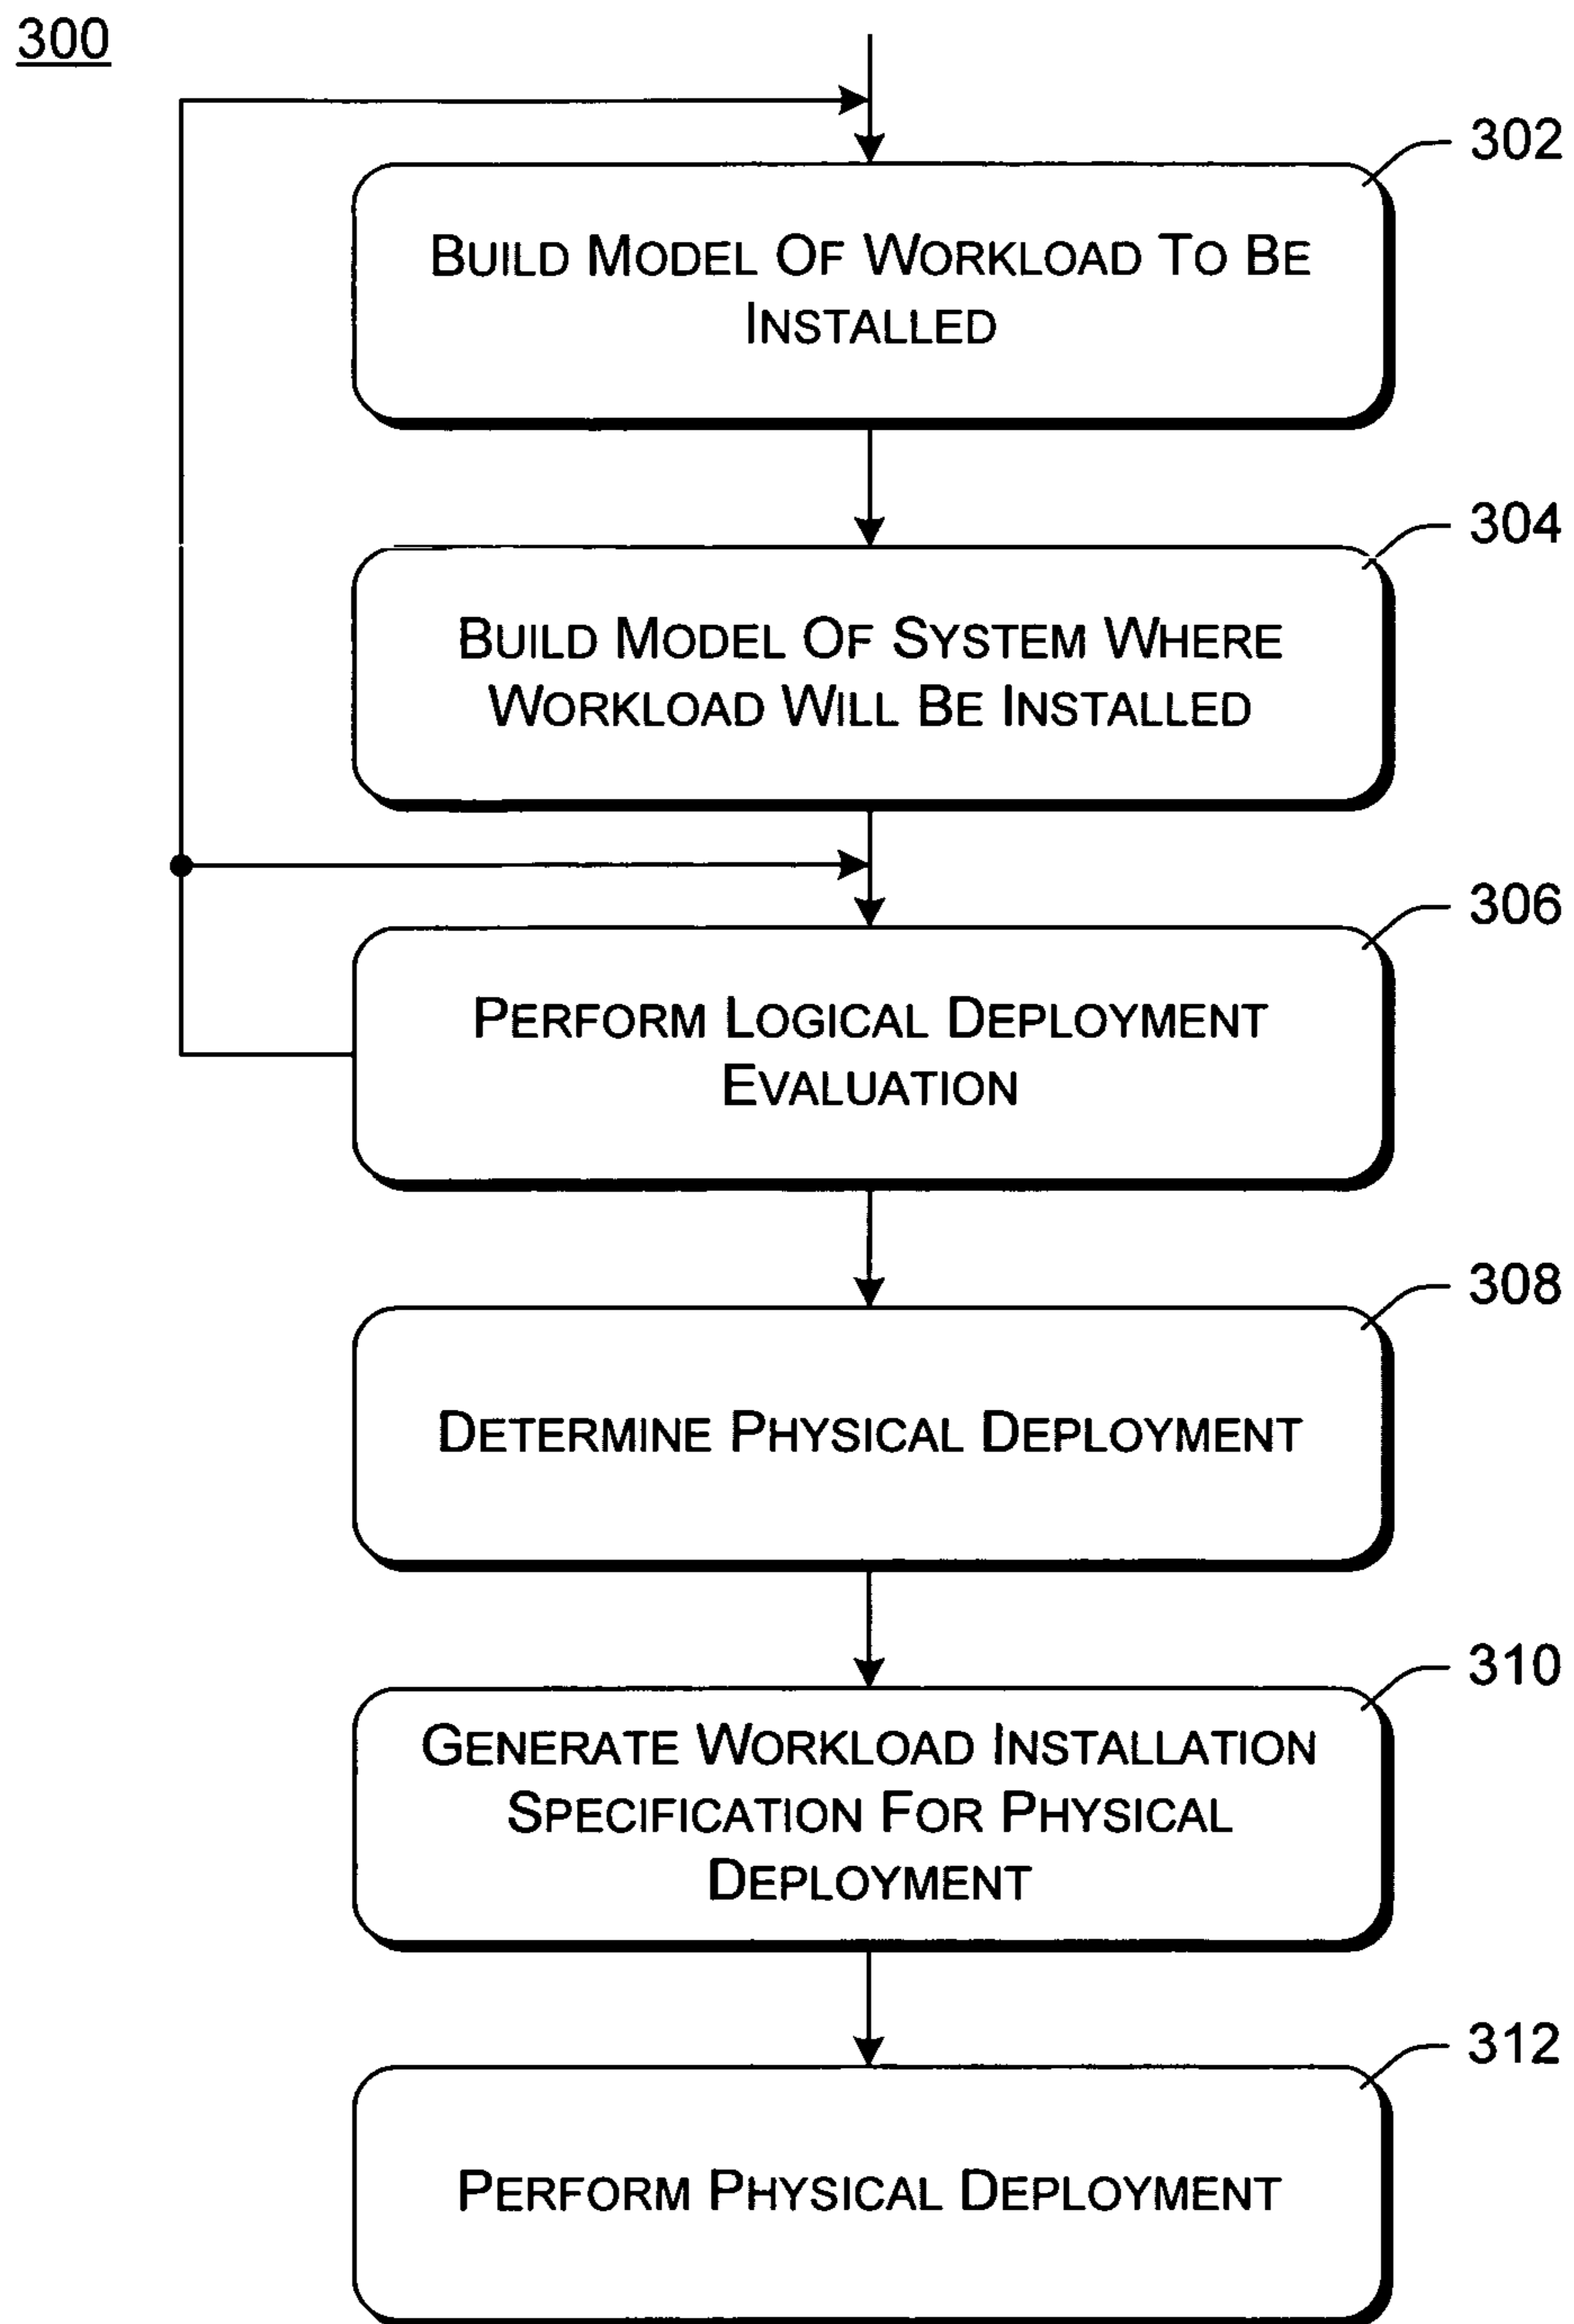 300
302
BUILD MODEL OF WORKLOAD TO BE
INSTALLED
304
BUILD MODEL OF SYSTEM WHERE
WORKLOAD WILL BE INSTALLED
306
PERFORM LOGICAL DEPLOYMENT
EVALUATION
308
DETERMINE PHYSICAL DEPLOYMENT
310
GENERATE WORKLOAD INSTALLATION
SPECIFICATION FOR PHYSICAL
DEPLOYMENT
312
PERFORM PHYSICAL DEPLOYMENT